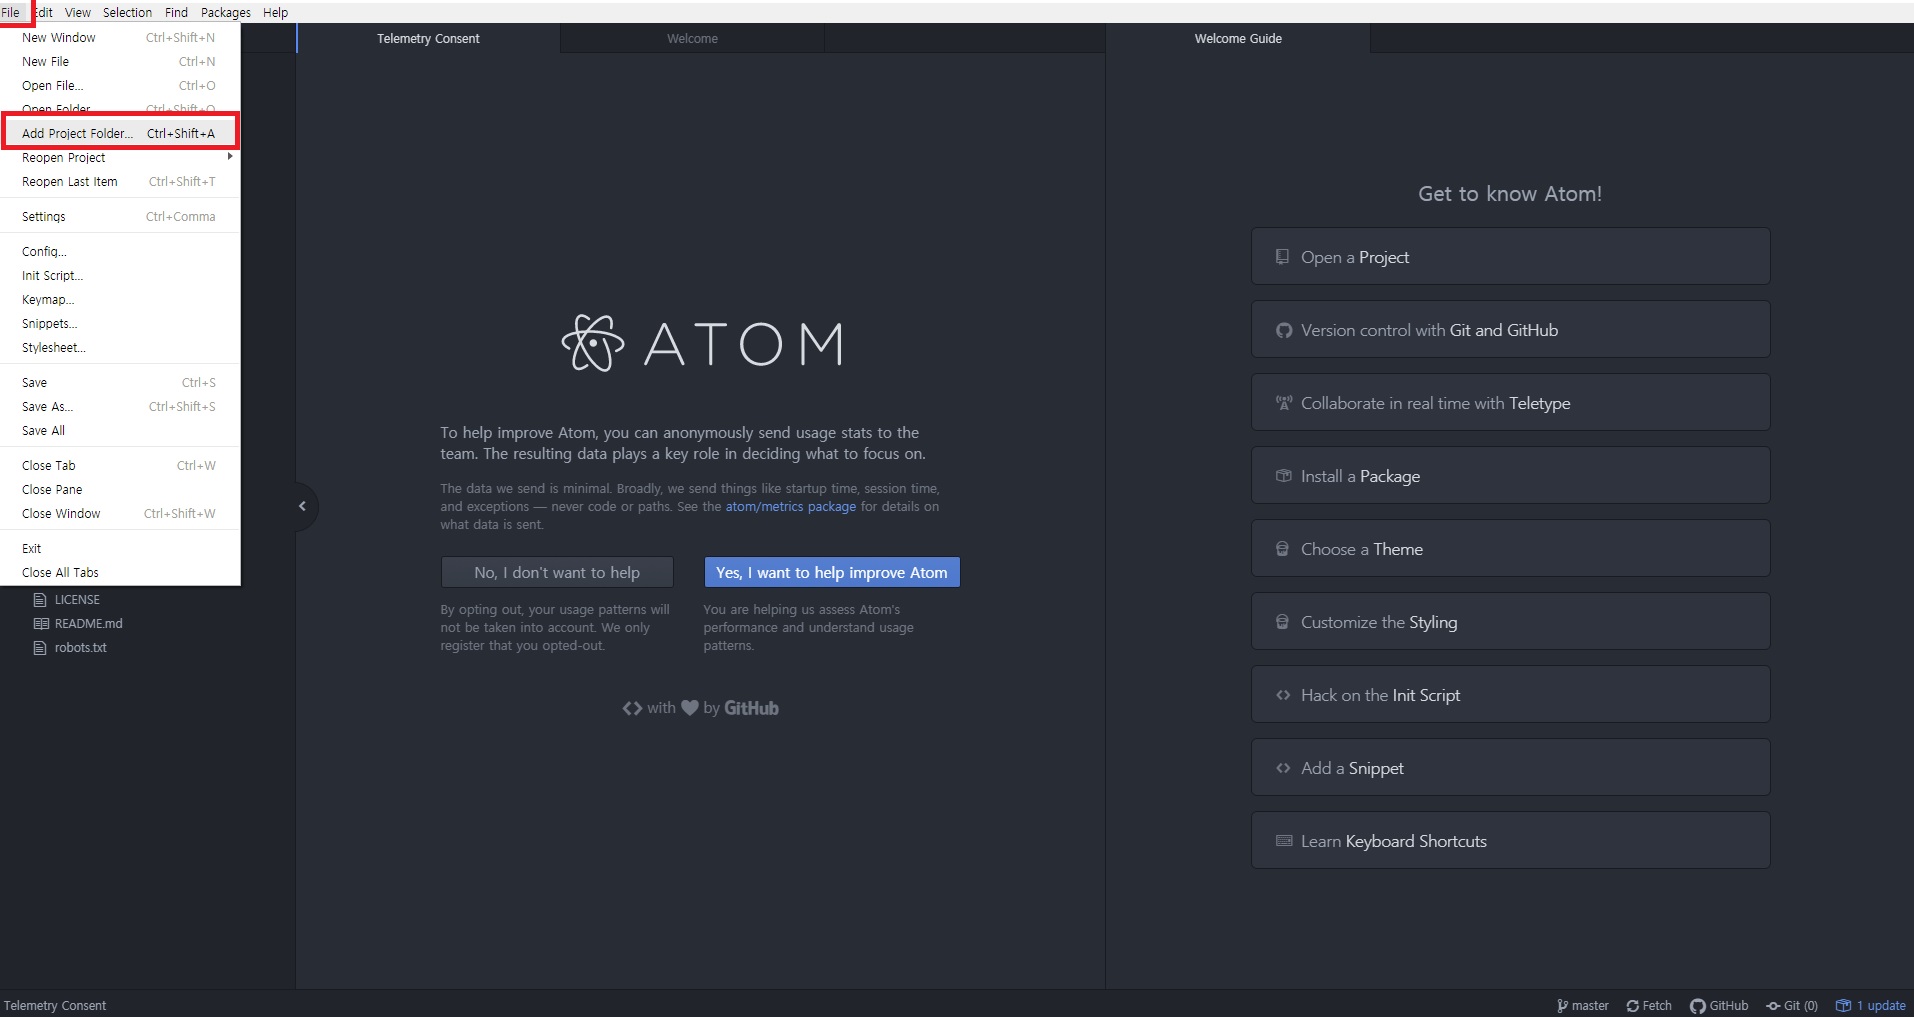 File Edit View Selection Find Packages Help
New Window Ctrl+Shift+N
New File Ctrl+N
Open File... Ctrl+O
Open Folder Ctrl+Shift+O
Add Project Folder... Ctrl+Shift+A
Reopen Project
Reopen Last Item Ctrl+Shift+T
Settings Ctrl+Comma
Config...
Init Script...
Keymap...
Snippets...
Stylesheet...
Save Ctrl+S
Save As... Ctrl+Shift+S
Save All
Close Tab Ctrl+W
Close Pane
Close Window Ctrl+Shift+W
Exit
Close All Tabs
LICENSE
README.md
robots.txt
Telemetry Consent
Welcome
ATOM
To help improve Atom, you can anonymously send usage stats to the
team. The resulting data plays a key role in deciding what to focus on.
The data we send is minimal. Broadly, we send things like startup time, session time,
and exceptions — never code or paths. See the atom/metrics package for details on
what data is sent.
No, I don't want to help
By opting out, your usage patterns will
not be taken into account. We only
register that you opted-out.
Yes, I want to help improve Atom
You are helping us assess Atom's
performance and understand usage
patterns.
<> with ♥ by GitHub
Welcome Guide
Get to know Atom!
Open a Project
Version control with Git and GitHub
Collaborate in real time with Teletype
Install a Package
Choose a Theme
Customize the Styling
Hack on the Init Script
Add a Snippet
Learn Keyboard Shortcuts
Telemetry Consent
master Fetch GitHub Git (0) 1 update